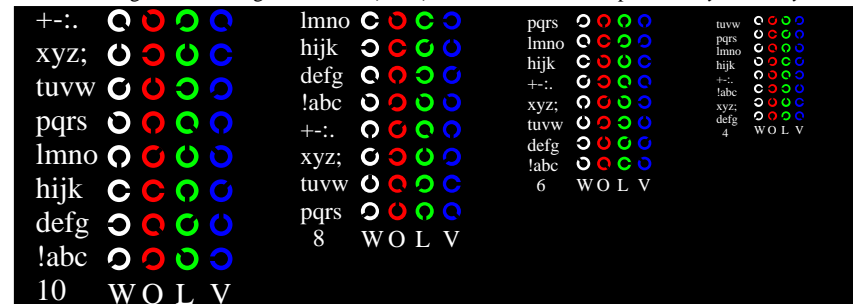 +-:.
xyz;
tuvw
pqrs
lmno
hijk
defg
!abc
10 W O L V
lmno
hijk
defg
!abc
+-:.
xyz;
tuvw
pqrs
8 W O L V
pqrs
lmno
hijk
+-:.
xyz;
tuvw
defg
!abc
6 W O L V
tuvw
pqrs
lmno
hijk
+-:.
!abc
xyz;
defg
4 W O L V